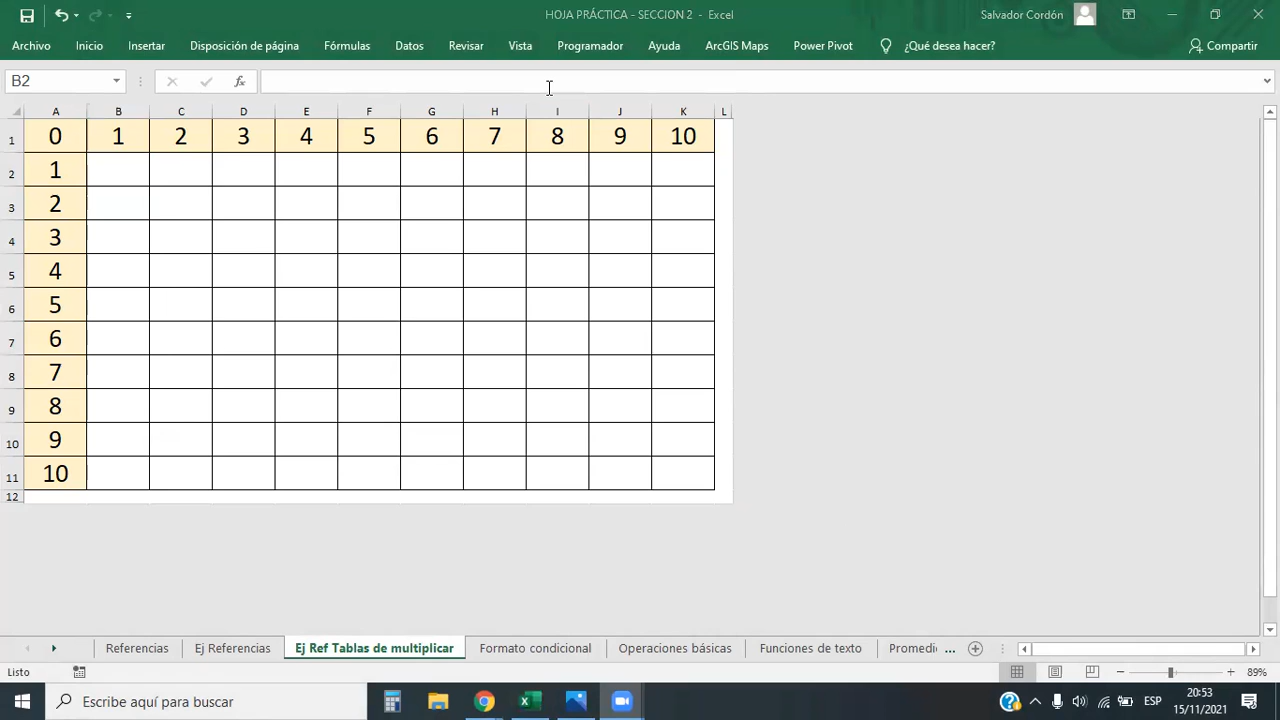 HOJA PRÁCTICA - SECCION 2 - Excel
Salvador Cordón
Archivo Inicio Insertar Disposición de página Fórmulas Datos Revisar Vista Programador Ayuda ArcGIS Maps Power Pivot ¿Qué desea hacer? Compartir
B2 fx
A B C D E F G H I J K L
1 0 1 2 3 4 5 6 7 8 9 10
2 1
3 2
4 3
5 4
6 5
7 6
8 7
9 8
10 9
11 10
12
Referencias Ej Referencias Ej Ref Tablas de multiplicar Formato condicional Operaciones básicas Funciones de texto Promedi ...
Listo 89%
Escribe aquí para buscar ESP 20:53
15/11/2021